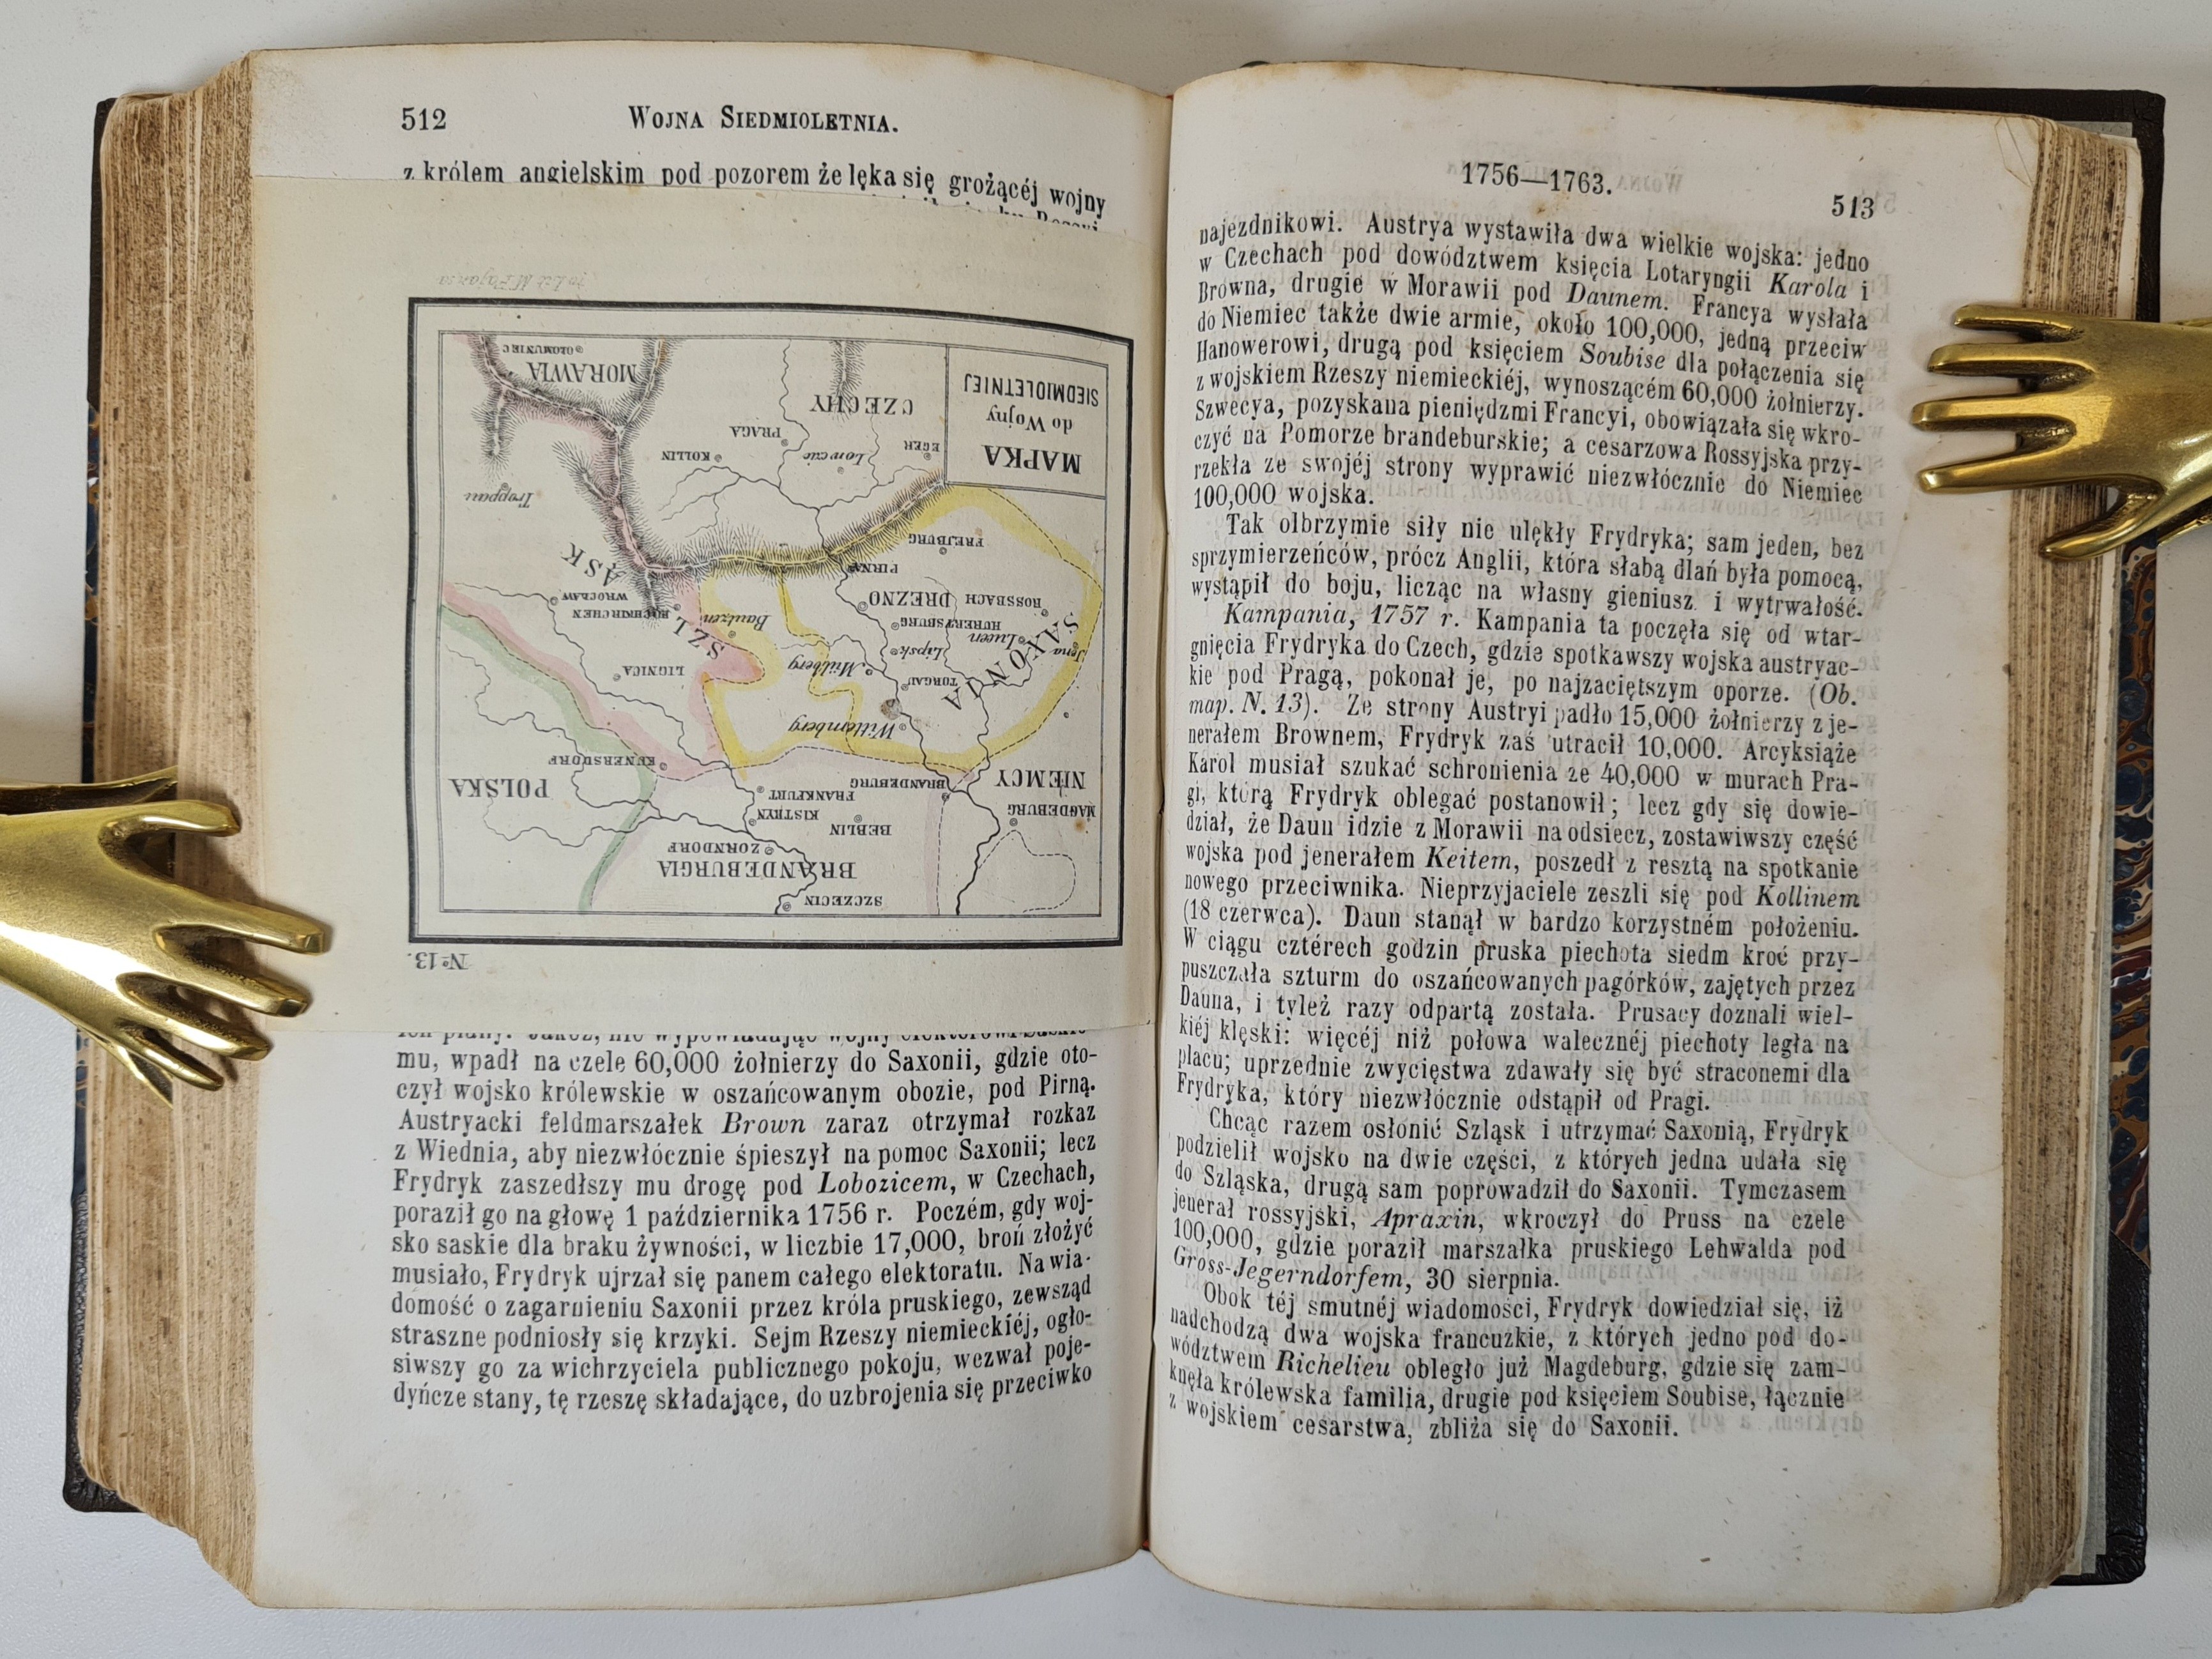 512
WOJNA SIEDMIOLETNIA.
z królem angielskim pod pozorem że lęka się grożącéj wojny
No 13.
SZCZECIN
BRANDEBURGIA
ZORNDORF
MAGDEBURG
BERLIN
KISTRYN
FRANKFURT
BRANDEBURG
NIEMCY
POLSKA
KUNERSDORF
Wittemberg
TORGAU
Mühlberg
LIGNICA
SAXONIA
Jena
Lucen
Lipsk
HUBERTSBURG
Bautzen
ROSSBACH
DREZNO
HOCHKIRCHEN
WROCŁAW
SZLĄSK
PIRNA
FREJBURG
Troppau
EGER
Lowczic
KOLLIN
PRAGA
CZECHY
MORAWIA
OŁOMUNIEC
MAPKA
do Wojny
SIEDMIOLETNIEJ
mu, wpadł na czele 60,000 żołnierzy do Saxonii, gdzie oto-
czył wojsko królewskie w oszańcowanym obozie, pod Pirną.
Austryacki feldmarszałek Brown zaraz otrzymał rozkaz
z Wiednia, aby niezwłócznie śpieszył na pomoc Saxonii; lecz
Frydryk zaszedłszy mu drogę pod Lobozicem, w Czechach,
poraził go na głowę 1 października 1756 r. Poczém, gdy woj-
sko saskie dla braku żywności, w liczbie 17,000, broń złożyć
musiało, Frydryk ujrzał się panem całego elektoratu. Na wia-
domość o zagarnieniu Saxonii przez króla pruskiego, zewsząd
straszne podniosły się krzyki. Sejm Rzeszy niemieckiéj, ogło-
siwszy go za wichrzyciela publicznego pokoju, wezwał poje-
dyńcze stany, tę rzeszę składające, do uzbrojenia się przeciwko
1756—1763.
513
najezdnikowi. Austrya wystawiła dwa wielkie wojska: jedno
w Czechach pod dowództwem księcia Lotaryngii Karola i
Browna, drugie w Morawii pod Daunem. Francya wysłała
do Niemiec także dwie armie, około 100,000, jedną przeciw
Hanowerowi, drugą pod księciem Soubise dla połączenia się
z wojskiem Rzeszy niemieckiéj, wynoszącém 60,000 żołnierzy.
Szwecya, pozyskana pieniędzmi Francyi, obowiązała się wkro-
czyć na Pomorze brandeburskie; a cesarzowa Rossyjska przy-
rzekła ze swojéj strony wyprawić niezwłócznie do Niemiec
100,000 wojska.
Tak olbrzymie siły nie ulękły Frydryka; sam jeden, bez
sprzymierzeńców, prócz Anglii, która słabą dlań była pomocą,
wystąpił do boju, licząc na własny gieniusz i wytrwałość.
Kampania, 1757 r. Kampania ta poczęła się od wtar-
gnięcia Frydryka do Czech, gdzie spotkawszy wojska austryac-
kie pod Pragą, pokonał je, po najzaciętszym oporze. (Ob.
map. N. 13). Ze strony Austryi padło 15,000 żołnierzy z je-
nerałem Brownem, Frydryk zaś utracił 10,000. Arcyksiąże
Karol musiał szukać schronienia ze 40,000 w murach Pra-
gi, którą Frydryk oblegać postanowił; lecz gdy się dowie-
dział, że Daun idzie z Morawii na odsiecz, zostawiwszy część
wojska pod jenerałem Keitem, poszedł z resztą na spotkanie
nowego przeciwnika. Nieprzyjaciele zeszli się pod Kollinem
(18 czerwca). Daun stanął w bardzo korzystném położeniu.
W ciągu cztérech godzin pruska piechota siedm kroć przy-
puszczała szturm do oszańcowanych pagórków, zajętych przez
Dauna, i tyleż razy odpartą została. Prusacy doznali wiel-
kiéj klęski: więcéj niż połowa walecznéj piechoty legła na
placu; uprzednie zwycięstwa zdawały się być straconemi dla
Frydryka, który niezwłócznie odstąpił od Pragi.
Chcąc razem osłonić Szląsk i utrzymać Saxonią, Frydryk
podzielił wojsko na dwie części, z których jedna udała się
do Szląska, drugą sam poprowadził do Saxonii. Tymczasem
jenerał rossyjski, Apraxin, wkroczył do Pruss na czele
100,000, gdzie poraził marszałka pruskiego Lehwalda pod
Gross-Jegerndorfem, 30 sierpnia.
Obok téj smutnéj wiadomości, Frydryk dowiedział się, iż
nadchodzą dwa wojska francuzkie, z których jedno pod do-
wództwem Richelieu obległo już Magdeburg, gdzie się zam-
knęła królewska familia, drugie pod księciem Soubise, łącznie
z wojskiem cesarstwa, zbliża się do Saxonii.